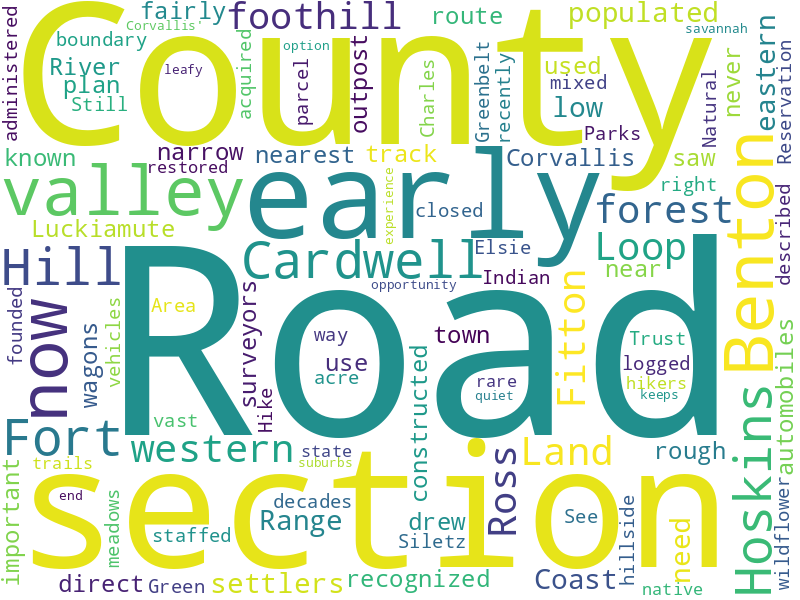 administered
fairly
Corvallis'
foothill
route
populated
savannah
boundary
County
option
leafy
River
plan
Still
acquired
parcel
outpost
Charles
Greenbelt
recently
used
mixed
low
Parks
Natural
never
eastern
Reservation
known
narrow
restored
nearest
track
Corvallis
saw
valley
early
right
experience
closed
forest
Luckiamute
Elsie
Hill
Cardwell
Indian
Loop
near
opportunity
described
Benton
founded
now
wagons
vehicles
Area
surveyors
Road
way
use
acre
town
rare
quiet
Fitton
Trust
logged
hikers
keeps
automobiles
Hike
vast
Fort
western
state
suburbs
constructed
Ross
Land
rough
Hoskins
important
trails
section
end
meadows
staffed
decades
Range
drew
Siletz
See
hillside
need
wildflower
direct
Green
settlers
recognized
Coast
native